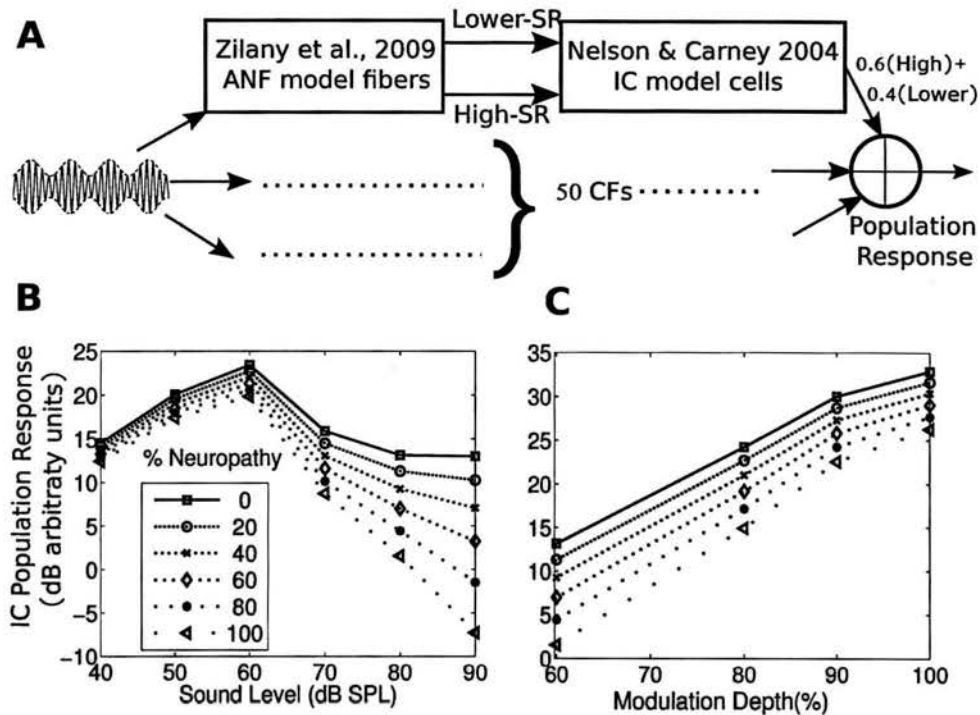 A
Zilany et al., 2009
ANF model fibers
Lower-SR
High-SR
Nelson & Carney 2004
IC model cells
0.6(High)+
0.4(Lower)
50 CFs
Population
Response
B
IC Population Response
(dB arbitraty units)
25
20
15
10
5
0
−5
−10
% Neuropathy
0
20
40
60
80
100
40 50 60 70 80 90
Sound Level (dB SPL)
C
35
30
25
20
15
10
5
0
60 70 80 90 100
Modulation Depth(%)